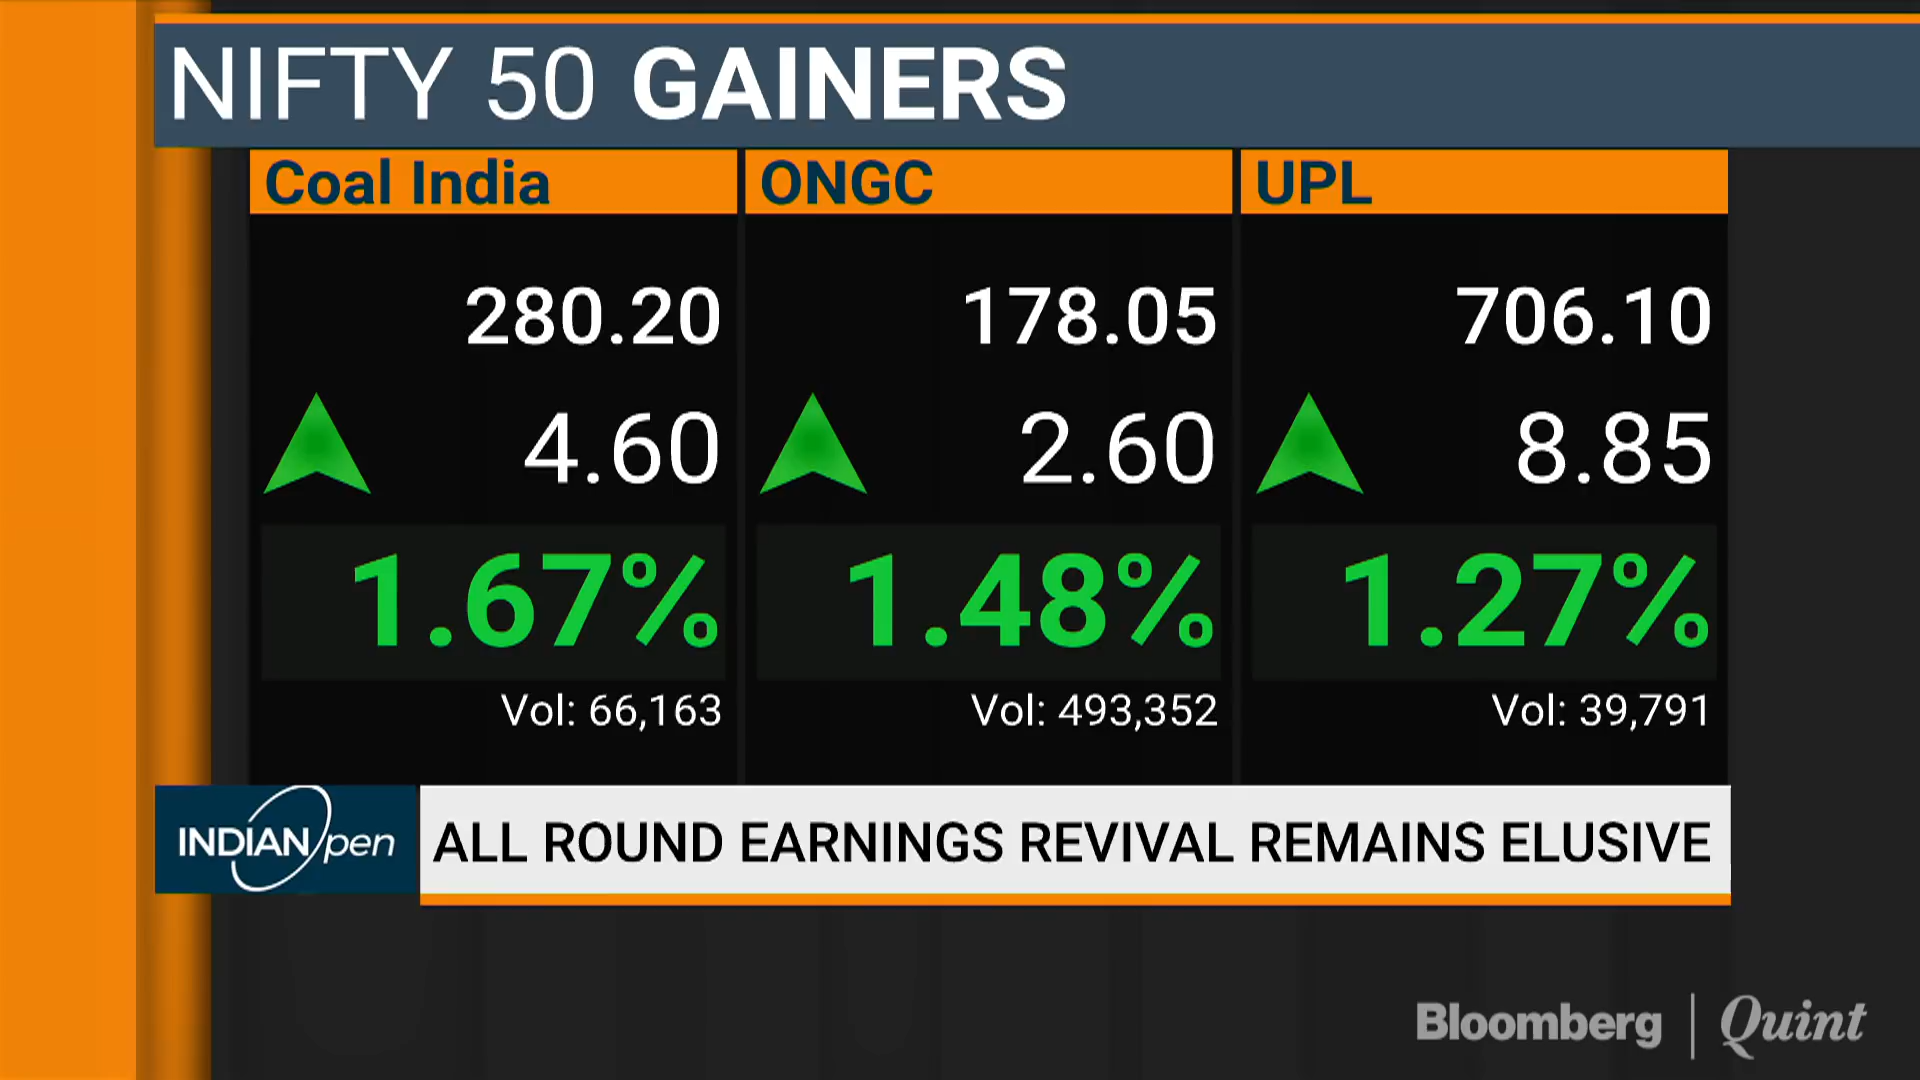 NIFTY 50 GAINERS
Coal India
280.20
4.60
1.67%
Vol: 66,163
ONGC
178.05
2.60
1.48%
Vol: 493,352
UPL
706.10
8.85
1.27%
Vol: 39,791
INDIAN Open
ALL ROUND EARNINGS REVIVAL REMAINS ELUSIVE
Bloomberg | Quint